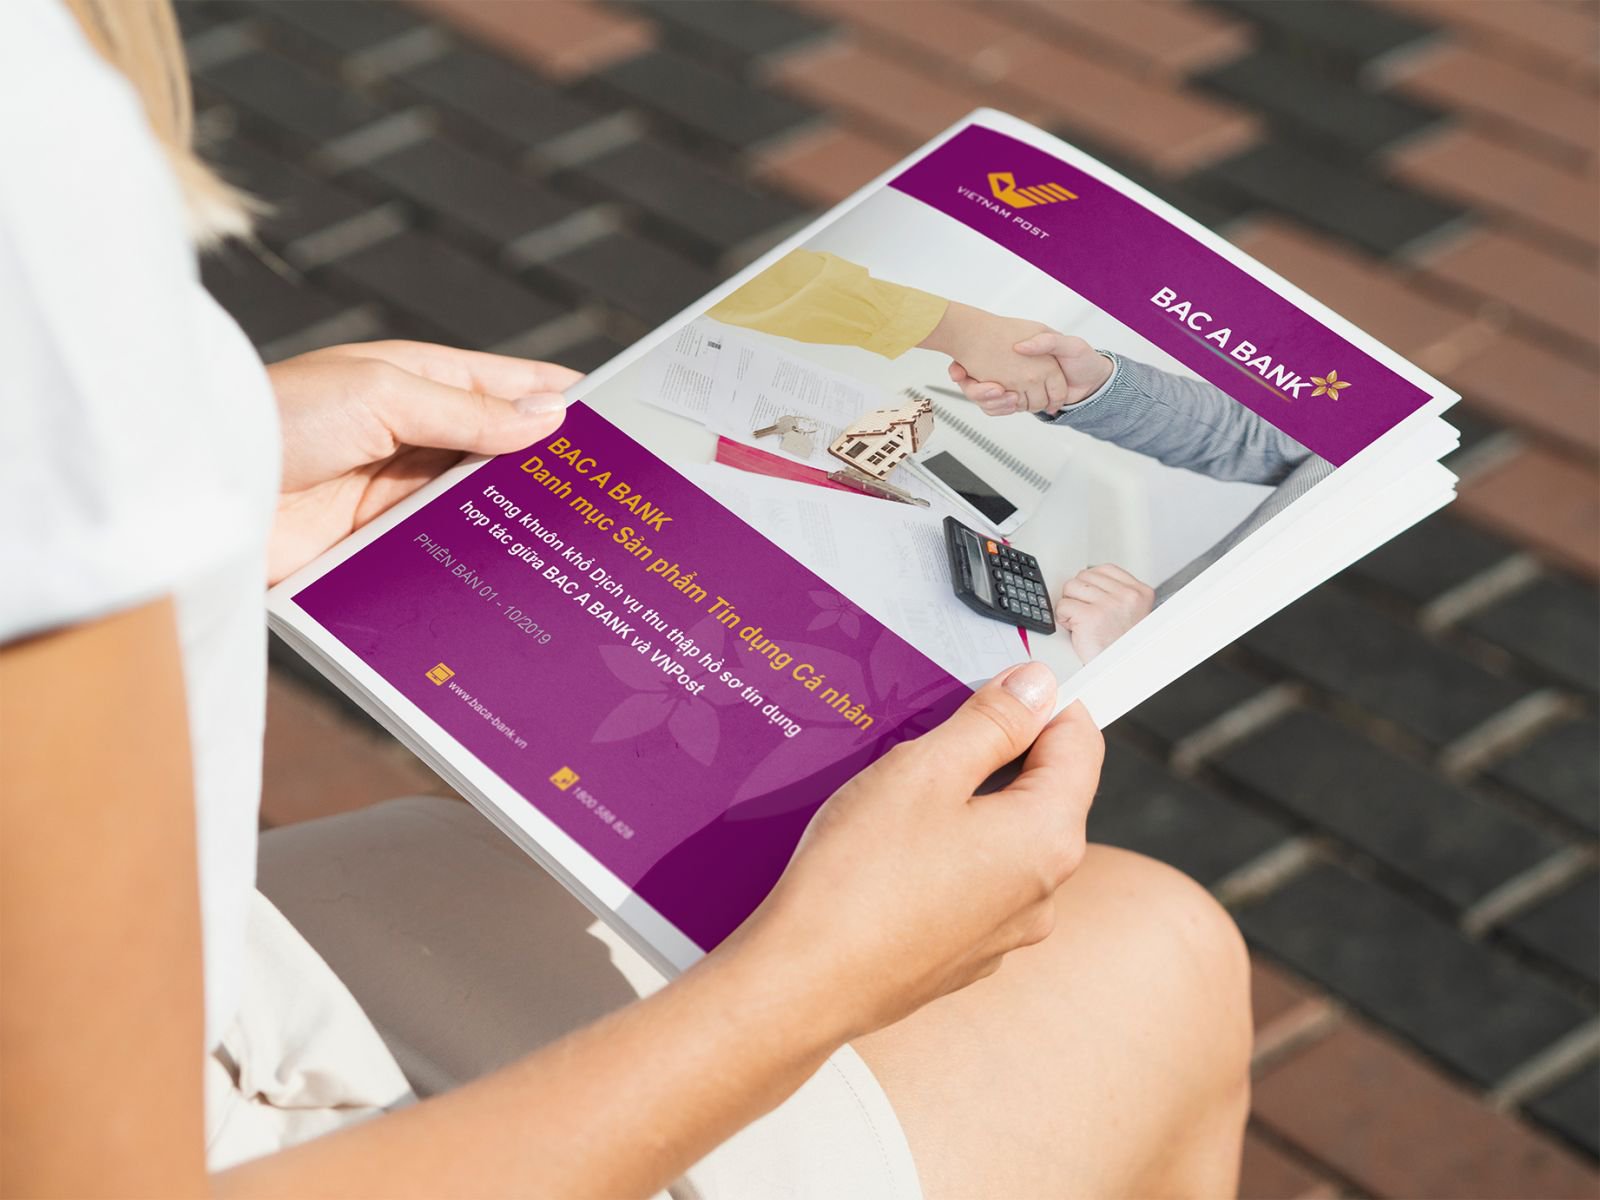 VIETNAM POST
BAC A BANK
BAC A BANK
Danh mục Sản phẩm Tín dụng Cá nhân
trong khuôn khổ Dịch vụ thu thập hồ sơ tín dụng
hợp tác giữa BAC A BANK và VNPost
PHIÊN BẢN 01 - 10/2019
www.baca-bank.vn
1800 588 828